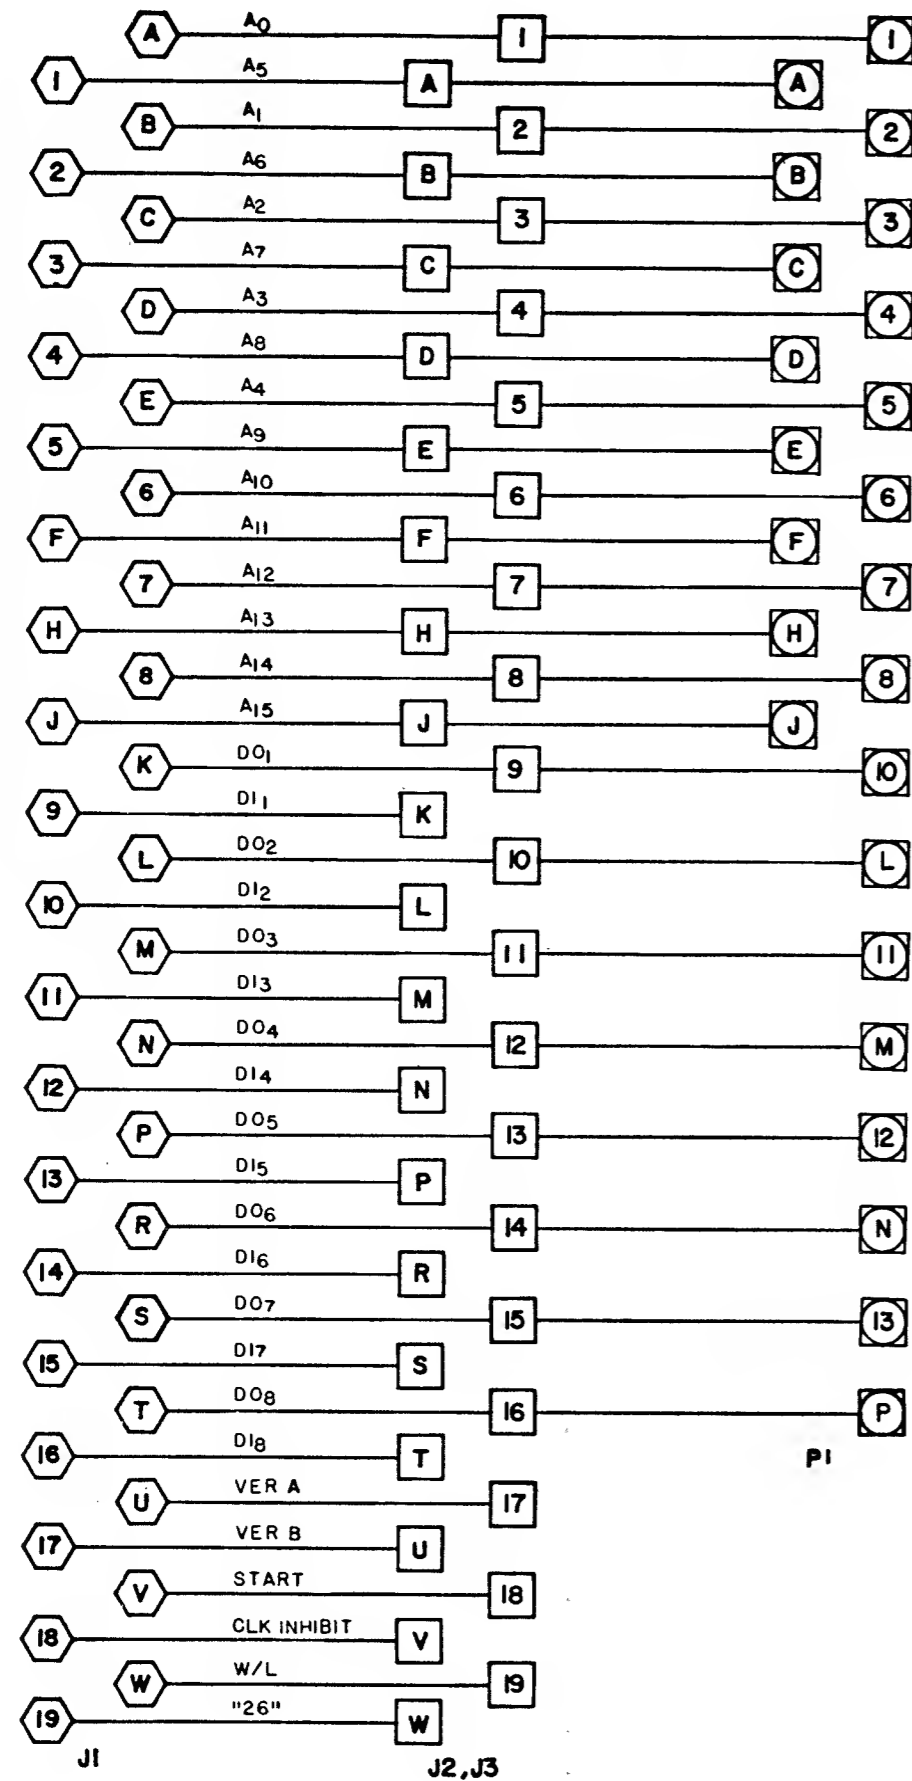 A A0 1 1
1 A5 A A
B A1 2 2
2 A6 B B
C A2 3 3
3 A7 C C
D A3 4 4
4 A8 D D
E A4 5 5
5 A9 E E
6 A10 6 6
F A11 F F
7 A12 7 7
H A13 H H
8 A14 8 8
J A15 J J
K DO1 9 10
9 DI1 K
L DO2 10 L
10 DI2 L
M DO3 11 11
11 DI3 M
N DO4 12 M
12 DI4 N
P DO5 13 12
13 DI5 P
R DO6 14 N
14 DI6 R
S DO7 15 13
15 DI7 S
T DO8 16 P
16 DI8 T
P1
U VER A 17
17 VER B U
V START 18
18 CLK INHIBIT V
W W/L 19
19 "26" W
J1
J2,J3